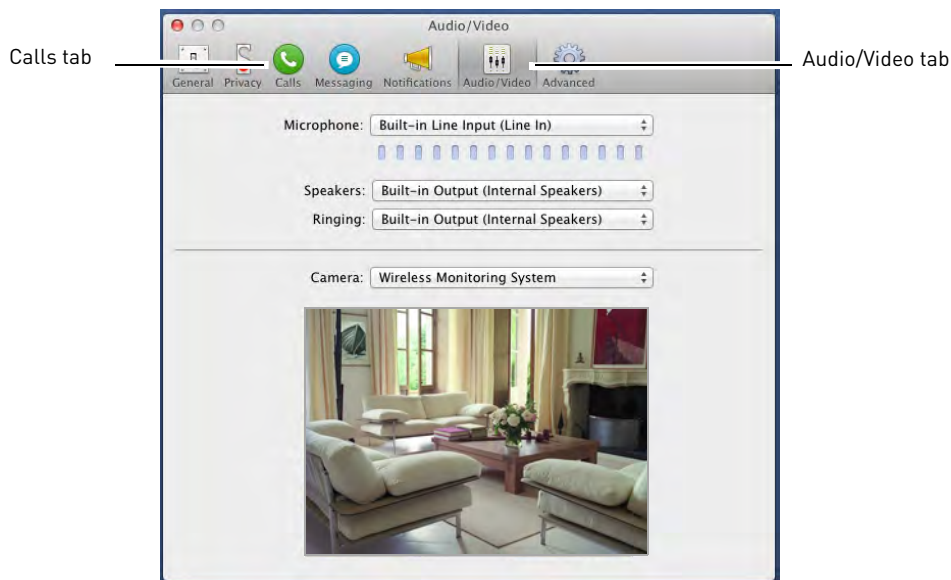 Audio/Video
Calls tab
Audio/Video tab
General Privacy Calls Messaging Notifications Audio/Video Advanced
Microphone: Built-in Line Input (Line In)
Speakers: Built-in Output (Internal Speakers)
Ringing: Built-in Output (Internal Speakers)
Camera: Wireless Monitoring System